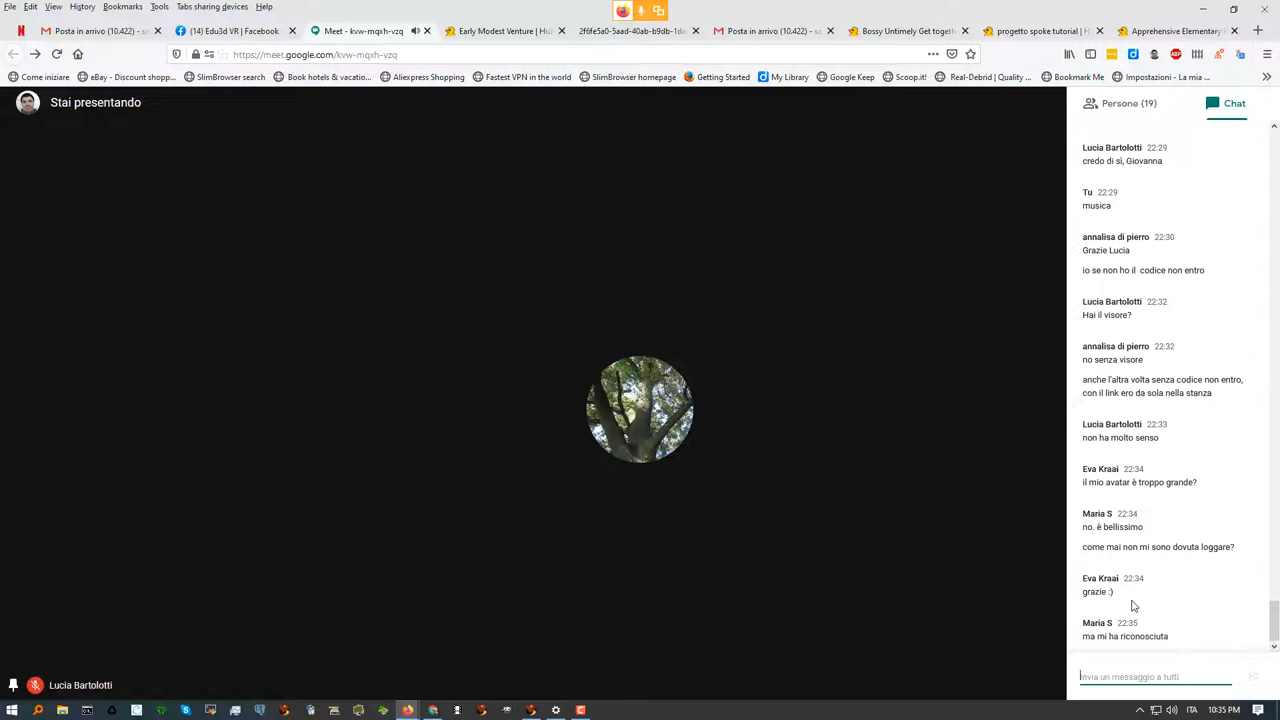 File Edit View History Bookmarks Tools Tabs sharing devices Help
Posta in arrivo (10.422) - s
(14) Edu3d VR | Facebook
Meet - kvw-mqxh-vzq
Early Modest Venture | Hu
2f6fe5a0-5aad-40ab-b9db-1de
Posta in arrivo (10.422) - s
Bossy Untimely Get togeth
progetto spoke tutorial | H
Apprehensive Elementary P
https://meet.google.com/kvw-mqxh-vzq
Come iniziare
eBay - Discount shopp...
SlimBrowser search
Book hotels & vacatio...
Aliexpress Shopping
Fastest VPN in the world
SlimBrowser homepage
Getting Started
My Library
Google Keep
Scoop.it!
Real-Debrid | Quality ...
Bookmark Me
Impostazioni - La mia ...
Stai presentando
Persone (19)
Chat
Lucia Bartolotti 22:29
credo di sì, Giovanna
Tu 22:29
musica
annalisa di pierro 22:30
Grazie Lucia
io se non ho il codice non entro
Lucia Bartolotti 22:32
Hai il visore?
annalisa di pierro 22:32
no senza visore
anche l'altra volta senza codice non entro,
con il link ero da sola nella stanza
Lucia Bartolotti 22:33
non ha molto senso
Eva Kraai 22:34
il mio avatar è troppo grande?
Maria S 22:34
no. è bellissimo
come mai non mi sono dovuta loggare?
Eva Kraai 22:34
grazie :)
Maria S 22:35
ma mi ha riconosciuta
Invia un messaggio a tutti
Lucia Bartolotti
ITA
10:35 PM